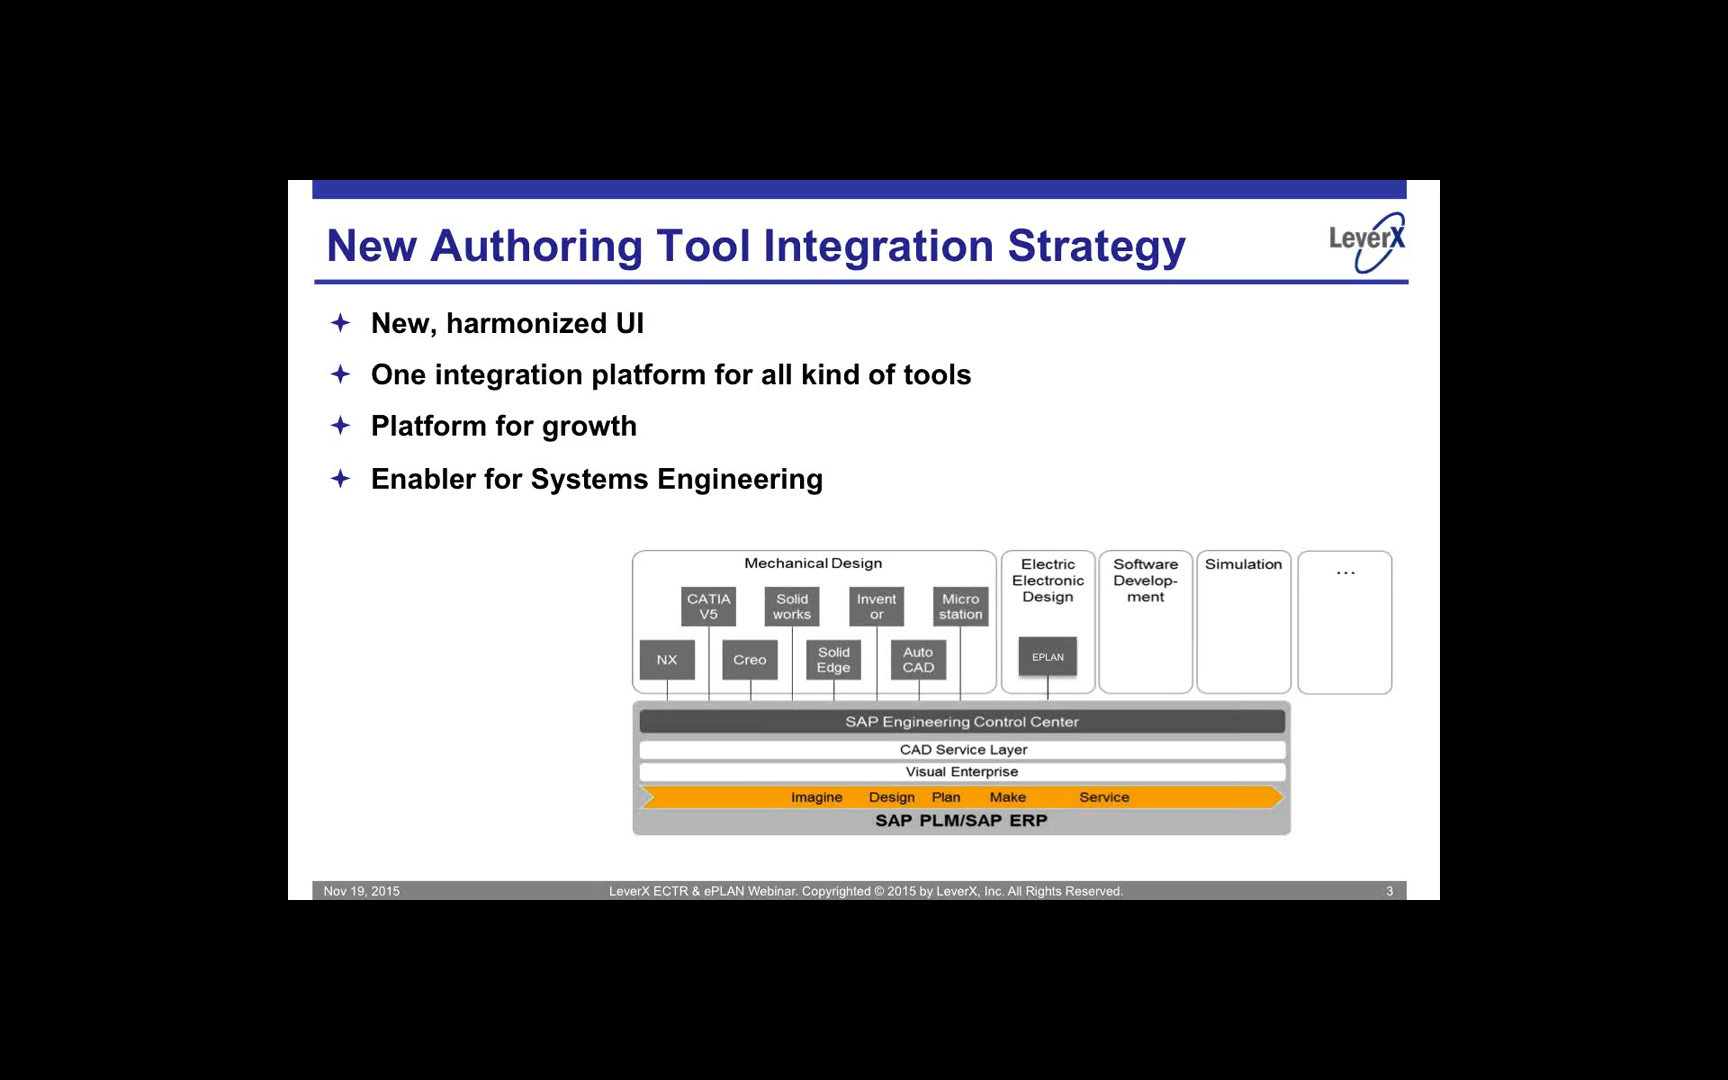 New Authoring Tool Integration Strategy
LeverX
New, harmonized UI
One integration platform for all kind of tools
Platform for growth
Enabler for Systems Engineering
Mechanical Design
CATIA
V5
Solid
works
Invent
or
Micro
station
NX
Creo
Solid
Edge
Auto
CAD
Electric
Electronic
Design
EPLAN
Software
Develop-
ment
Simulation
...
SAP Engineering Control Center
CAD Service Layer
Visual Enterprise
Imagine Design Plan Make Service
SAP PLM/SAP ERP
Nov 19, 2015
LeverX ECTR & ePLAN Webinar. Copyrighted © 2015 by LeverX, Inc. All Rights Reserved.
3